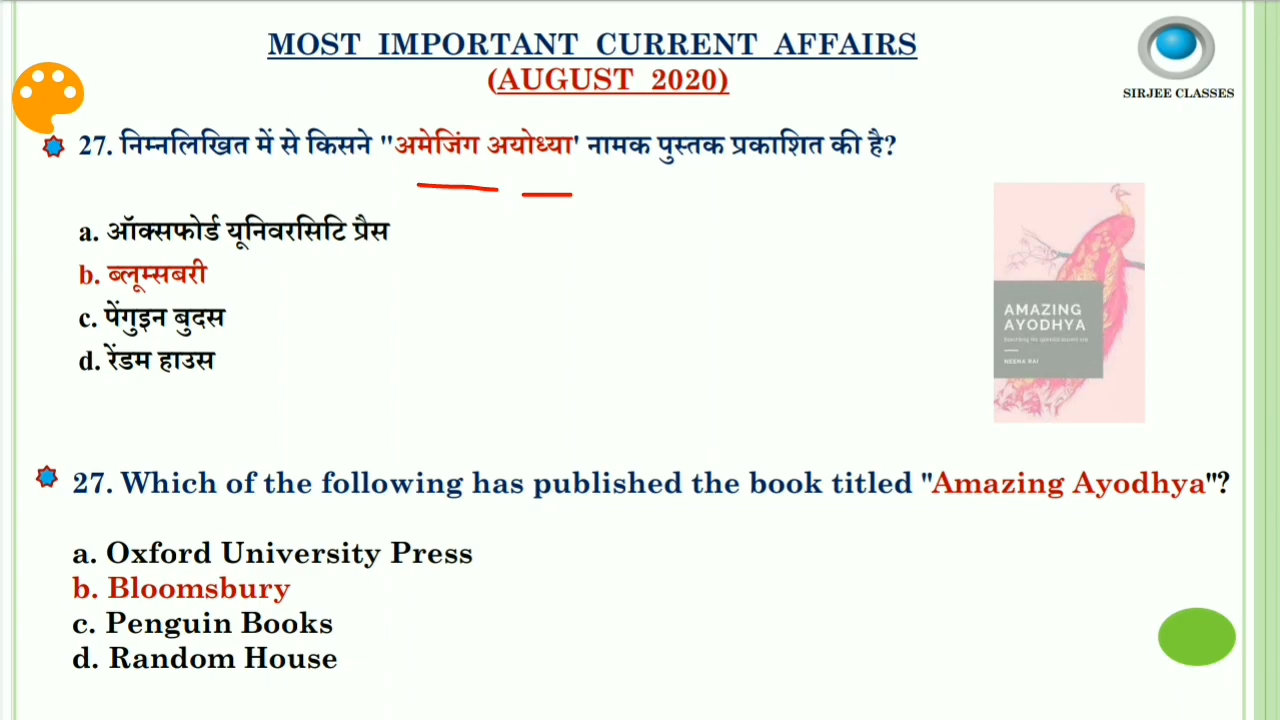 MOST IMPORTANT CURRENT AFFAIRS
(AUGUST 2020)
SIRJEE CLASSES
27. निम्नलिखित में से किसने "अमेजिंग अयोध्या' नामक पुस्तक प्रकाशित की है?
a. ऑक्सफोर्ड यूनिवरसिटि प्रैस
b. ब्लूम्सबरी
c. पेंगुइन बुदस
d. रेंडम हाउस
AMAZING
AYODHYA
NEENA RAI
27. Which of the following has published the book titled "Amazing Ayodhya"?
a. Oxford University Press
b. Bloomsbury
c. Penguin Books
d. Random House